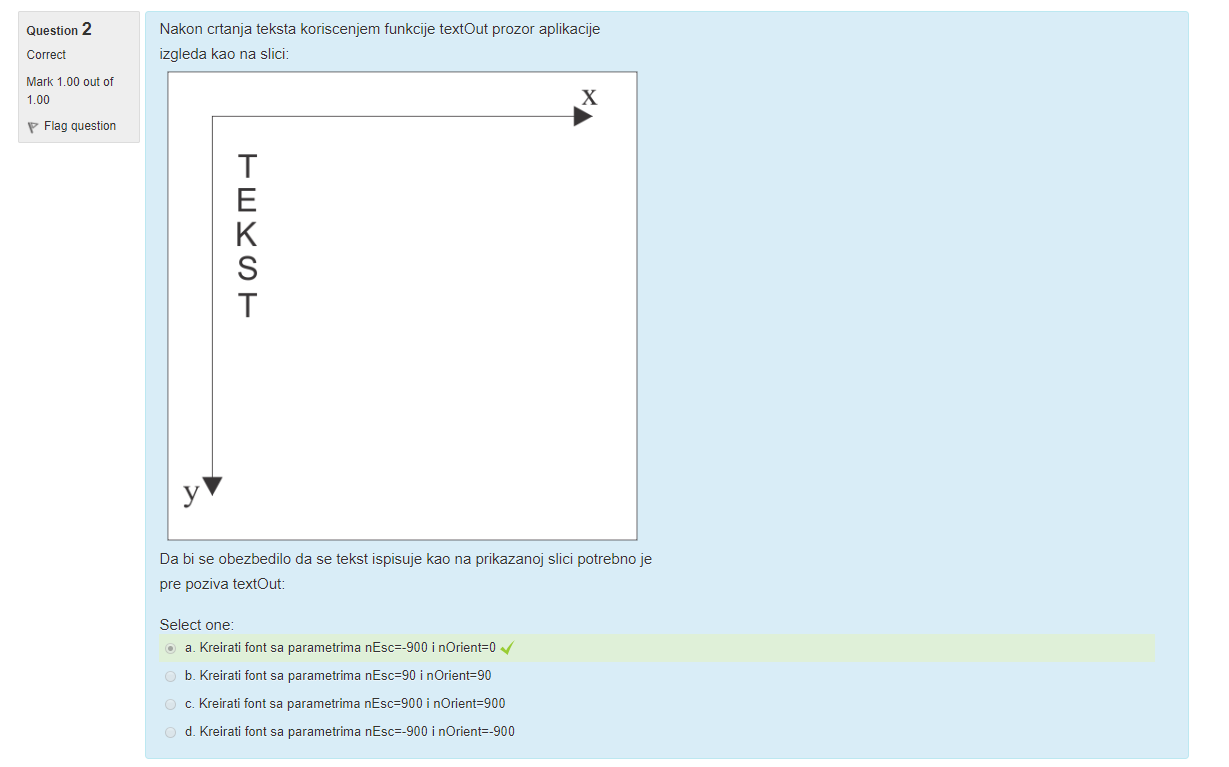 Question 2
Correct
Mark 1.00 out of
1.00
Flag question
Nakon crtanja teksta koriscenjem funkcije textOut prozor aplikacije
izgleda kao na slici:
x
T
E
K
S
T
y
Da bi se obezbedilo da se tekst ispisuje kao na prikazanoj slici potrebno je
pre poziva textOut:
Select one:
a. Kreirati font sa parametrima nEsc=-900 i nOrient=0
b. Kreirati font sa parametrima nEsc=90 i nOrient=90
c. Kreirati font sa parametrima nEsc=900 i nOrient=900
d. Kreirati font sa parametrima nEsc=-900 i nOrient=-900